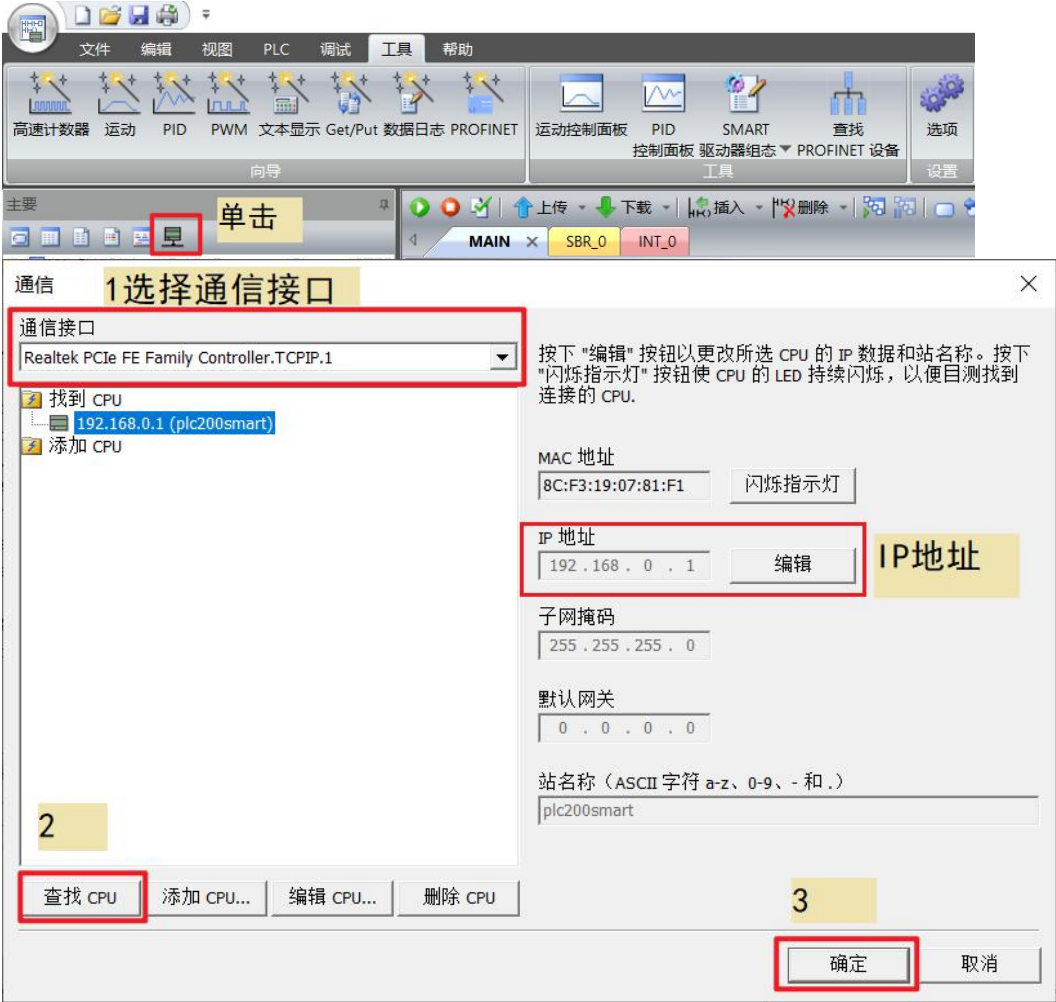 文件 编辑 视图 PLC 调试 工具 帮助
高速计数器 运动 PID PWM 文本显示 Get/Put 数据日志 PROFINET 运动控制面板 PID SMART 查找 选项
控制面板 驱动器组态 PROFINET 设备
向导 工具 设置
主要 单击 上传 下载 插入 删除
MAIN SBR_0 INT_0
通信 1选择通信接口
通信接口
Realtek PCIe FE Family Controller.TCPIP.1
找到 CPU
192.168.0.1 (plc200smart)
添加 CPU
按下 "编辑" 按钮以更改所选 CPU 的 IP 数据和站名称。按下
"闪烁指示灯" 按钮使 CPU 的 LED 持续闪烁，以便目测找到
连接的 CPU.
MAC 地址
8C:F3:19:07:81:F1 闪烁指示灯
IP 地址
192 . 168 . 0 . 1 编辑 IP地址
子网掩码
255 . 255 . 255 . 0
默认网关
0 . 0 . 0 . 0
站名称（ASCII 字符 a-z、0-9、- 和 .）
plc200smart
2
查找 CPU 添加 CPU... 编辑 CPU... 删除 CPU
3
确定 取消